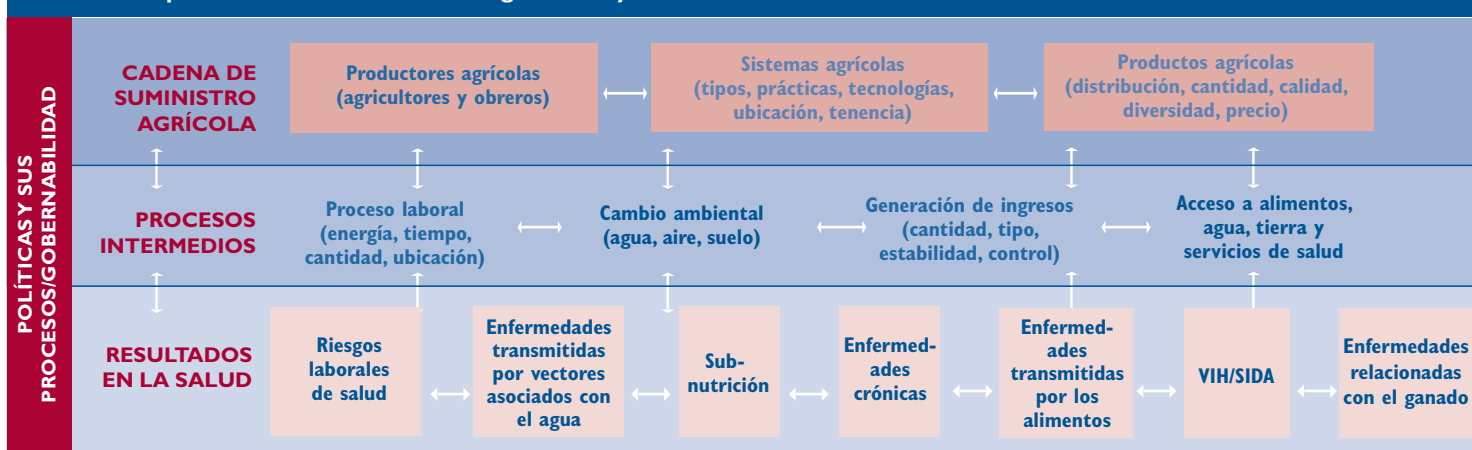 POLÍTICAS Y SUS
PROCESOS/GOBERNABILIDAD
CADENA DE
SUMINISTRO
AGRÍCOLA
Productores agrícolas
(agricultores y obreros)
Sistemas agrícolas
(tipos, prácticas, tecnologías,
ubicación, tenencia)
Productos agrícolas
(distribución, cantidad, calidad,
diversidad, precio)
PROCESOS
INTERMEDIOS
Proceso laboral
(energía, tiempo,
cantidad, ubicación)
Cambio ambiental
(agua, aire, suelo)
Generación de ingresos
(cantidad, tipo,
estabilidad, control)
Acceso a alimentos,
agua, tierra y
servicios de salud
RESULTADOS
EN LA SALUD
Riesgos
laborales
de salud
Enfermedades
transmitidas
por vectores
asociados con
el agua
Sub-
nutrición
Enfermed-
ades
crónicas
Enfermed-
ades
transmitidas
por los
alimentos
VIH/SIDA
Enfermedades
relacionadas
con el ganado